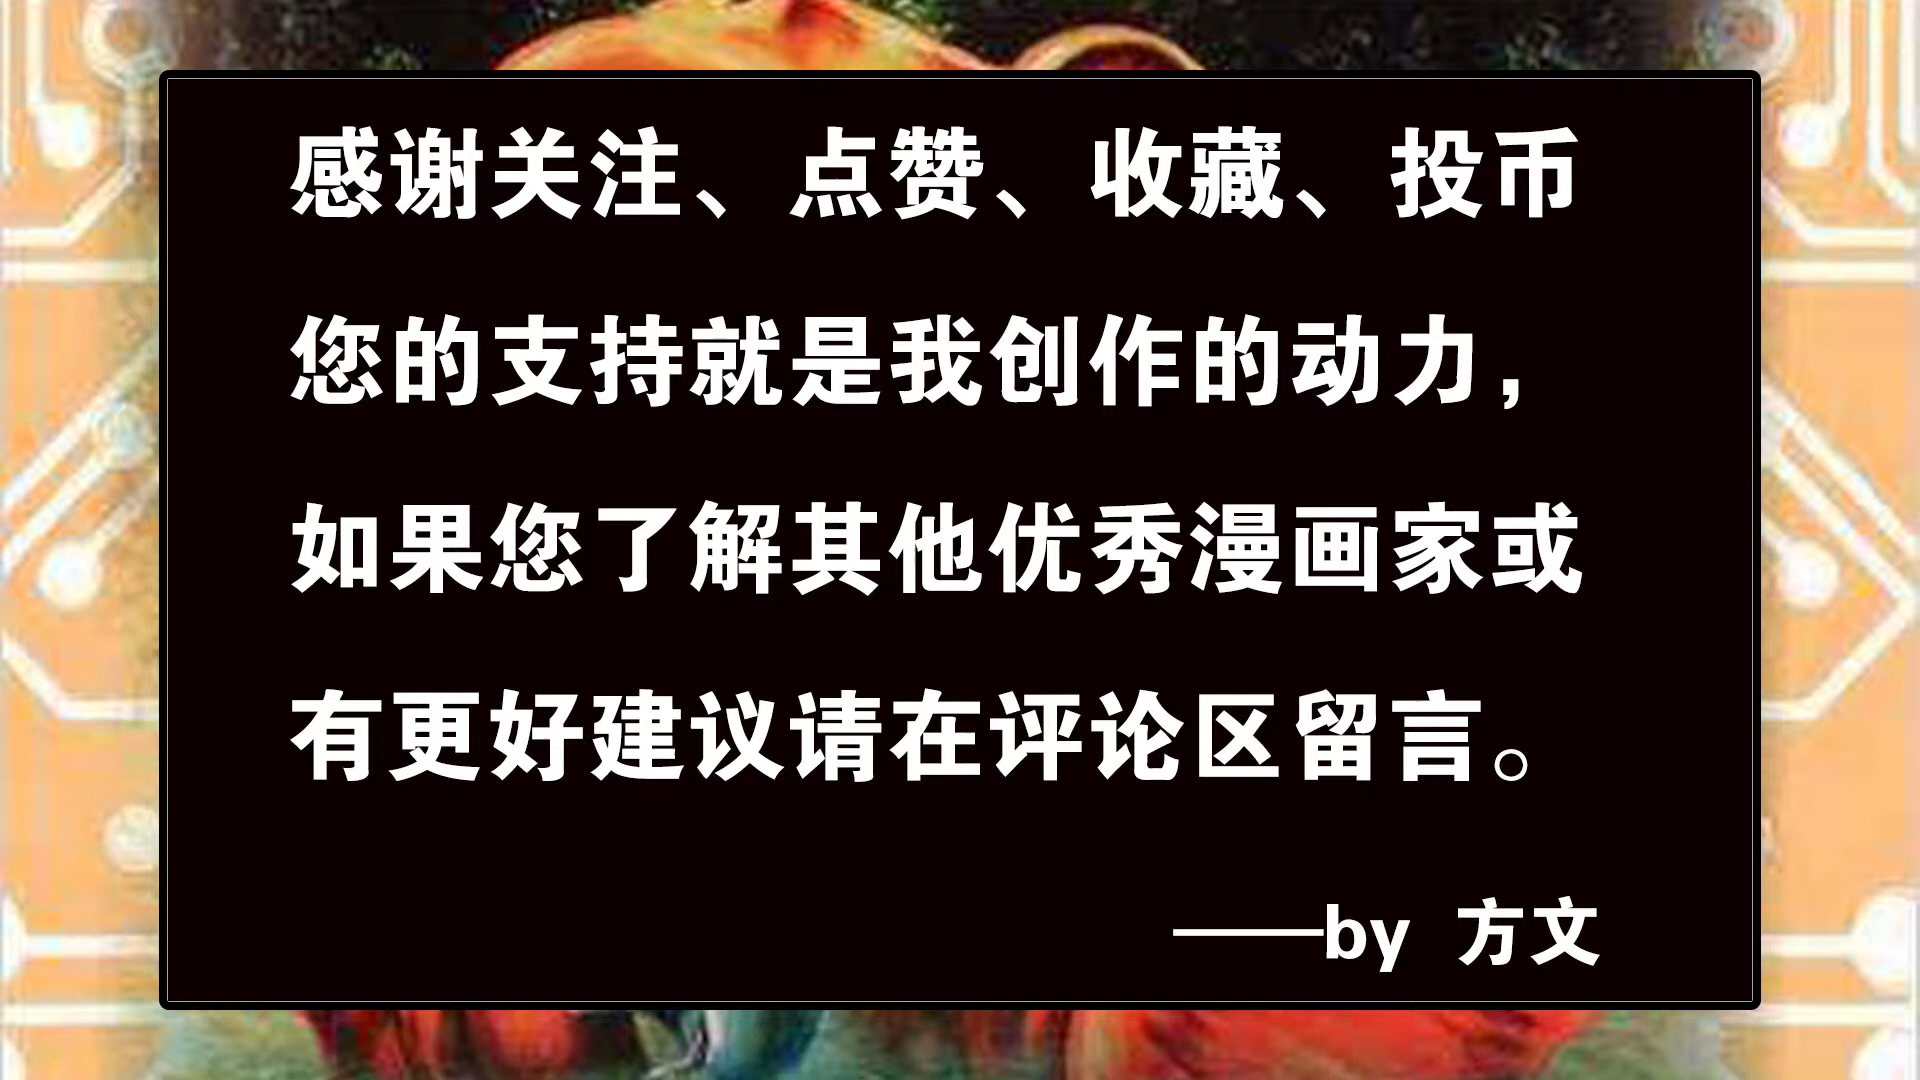 感谢关注、点赞、收藏、投币
您的支持就是我创作的动力，
如果您了解其他优秀漫画家或
有更好建议请在评论区留言。
——by 方文